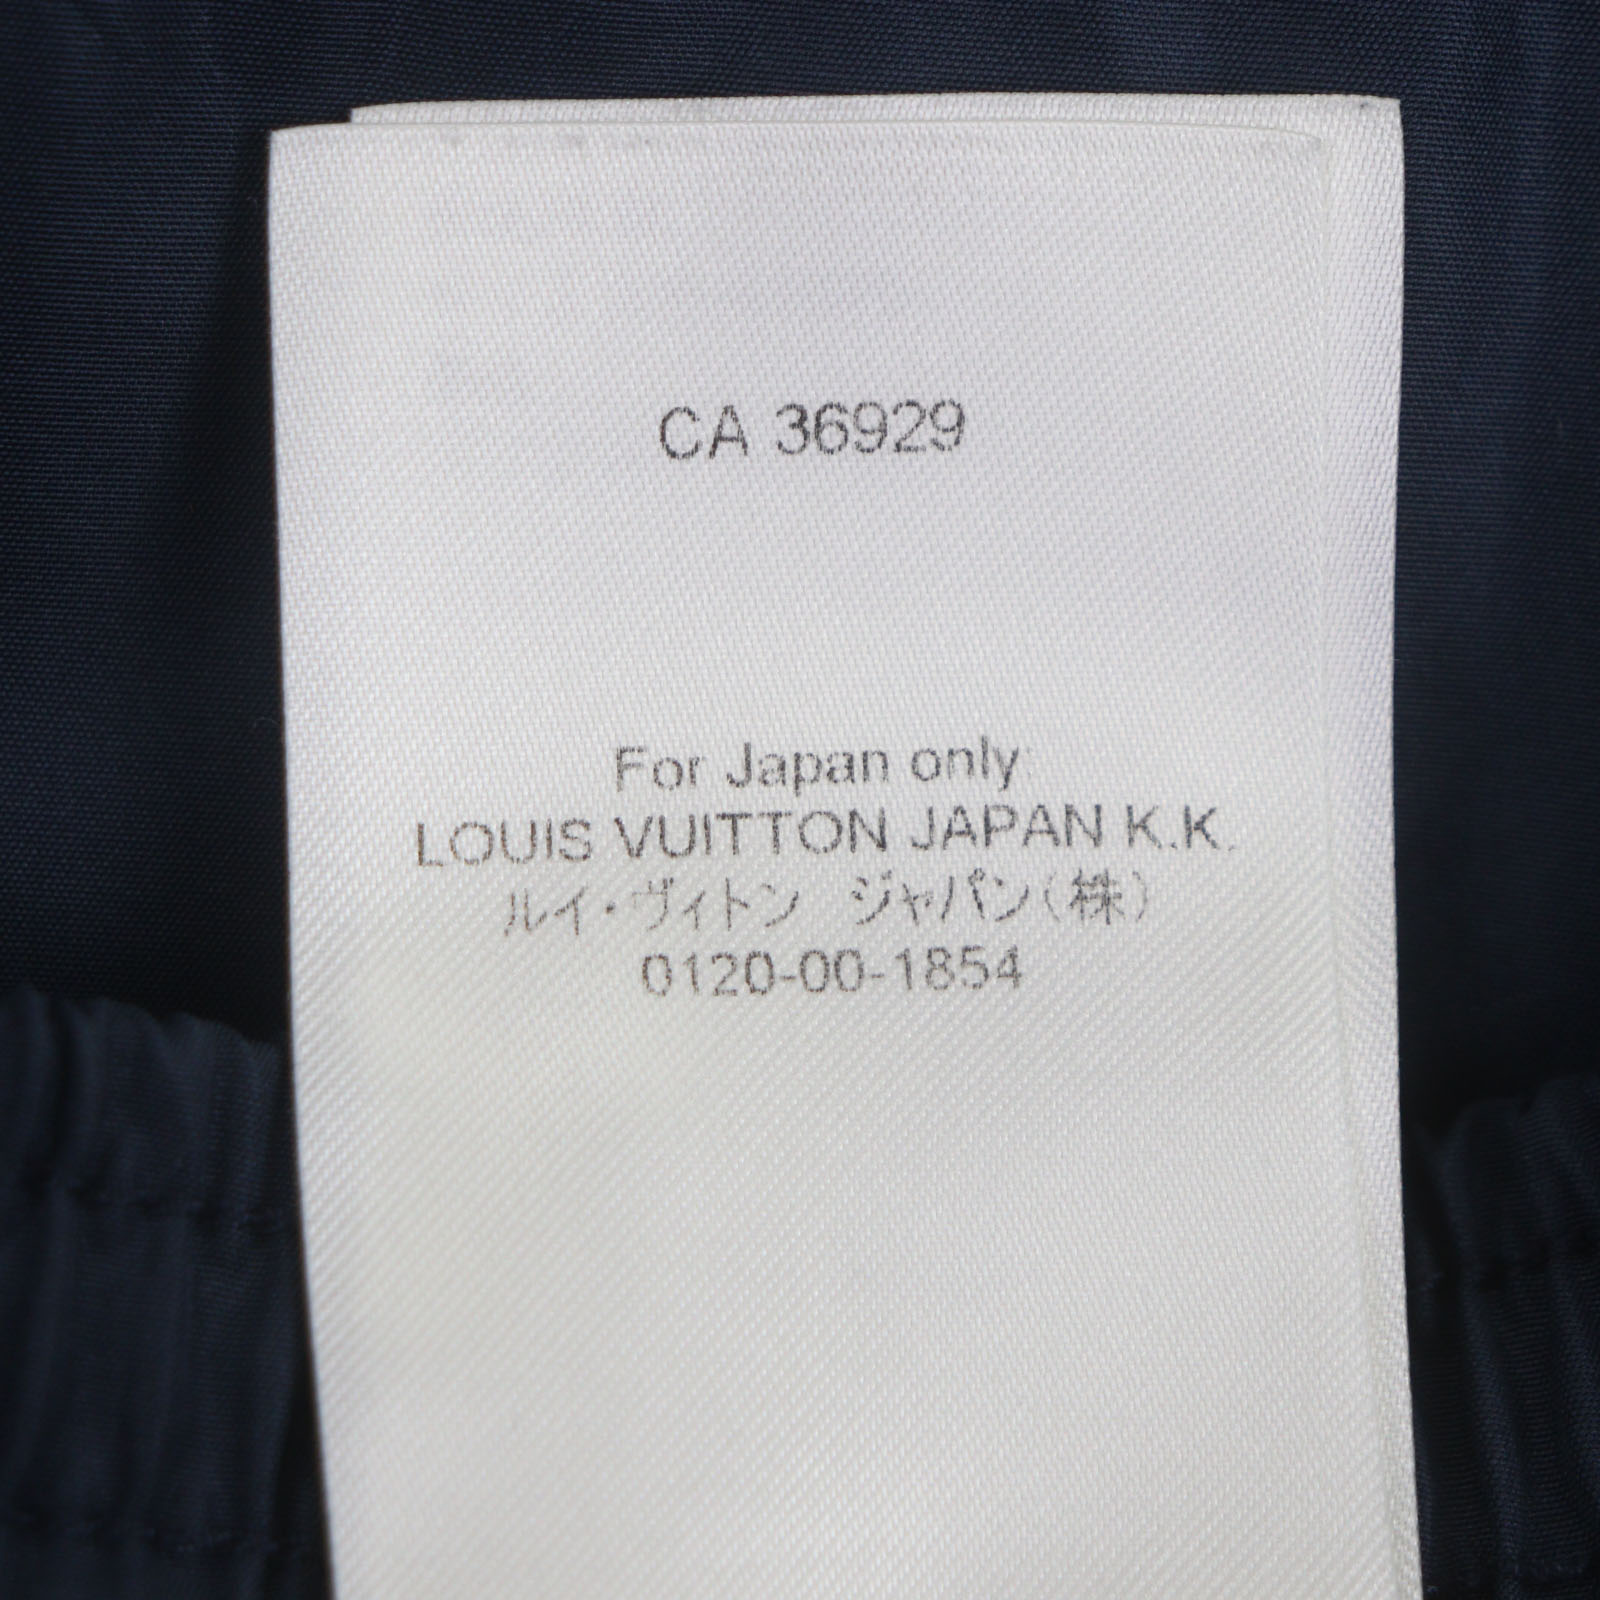 CA 36929
For Japan only:
LOUIS VUITTON JAPAN K.K.
ルイ・ヴィトン　ジャパン(株)
0120-00-1854